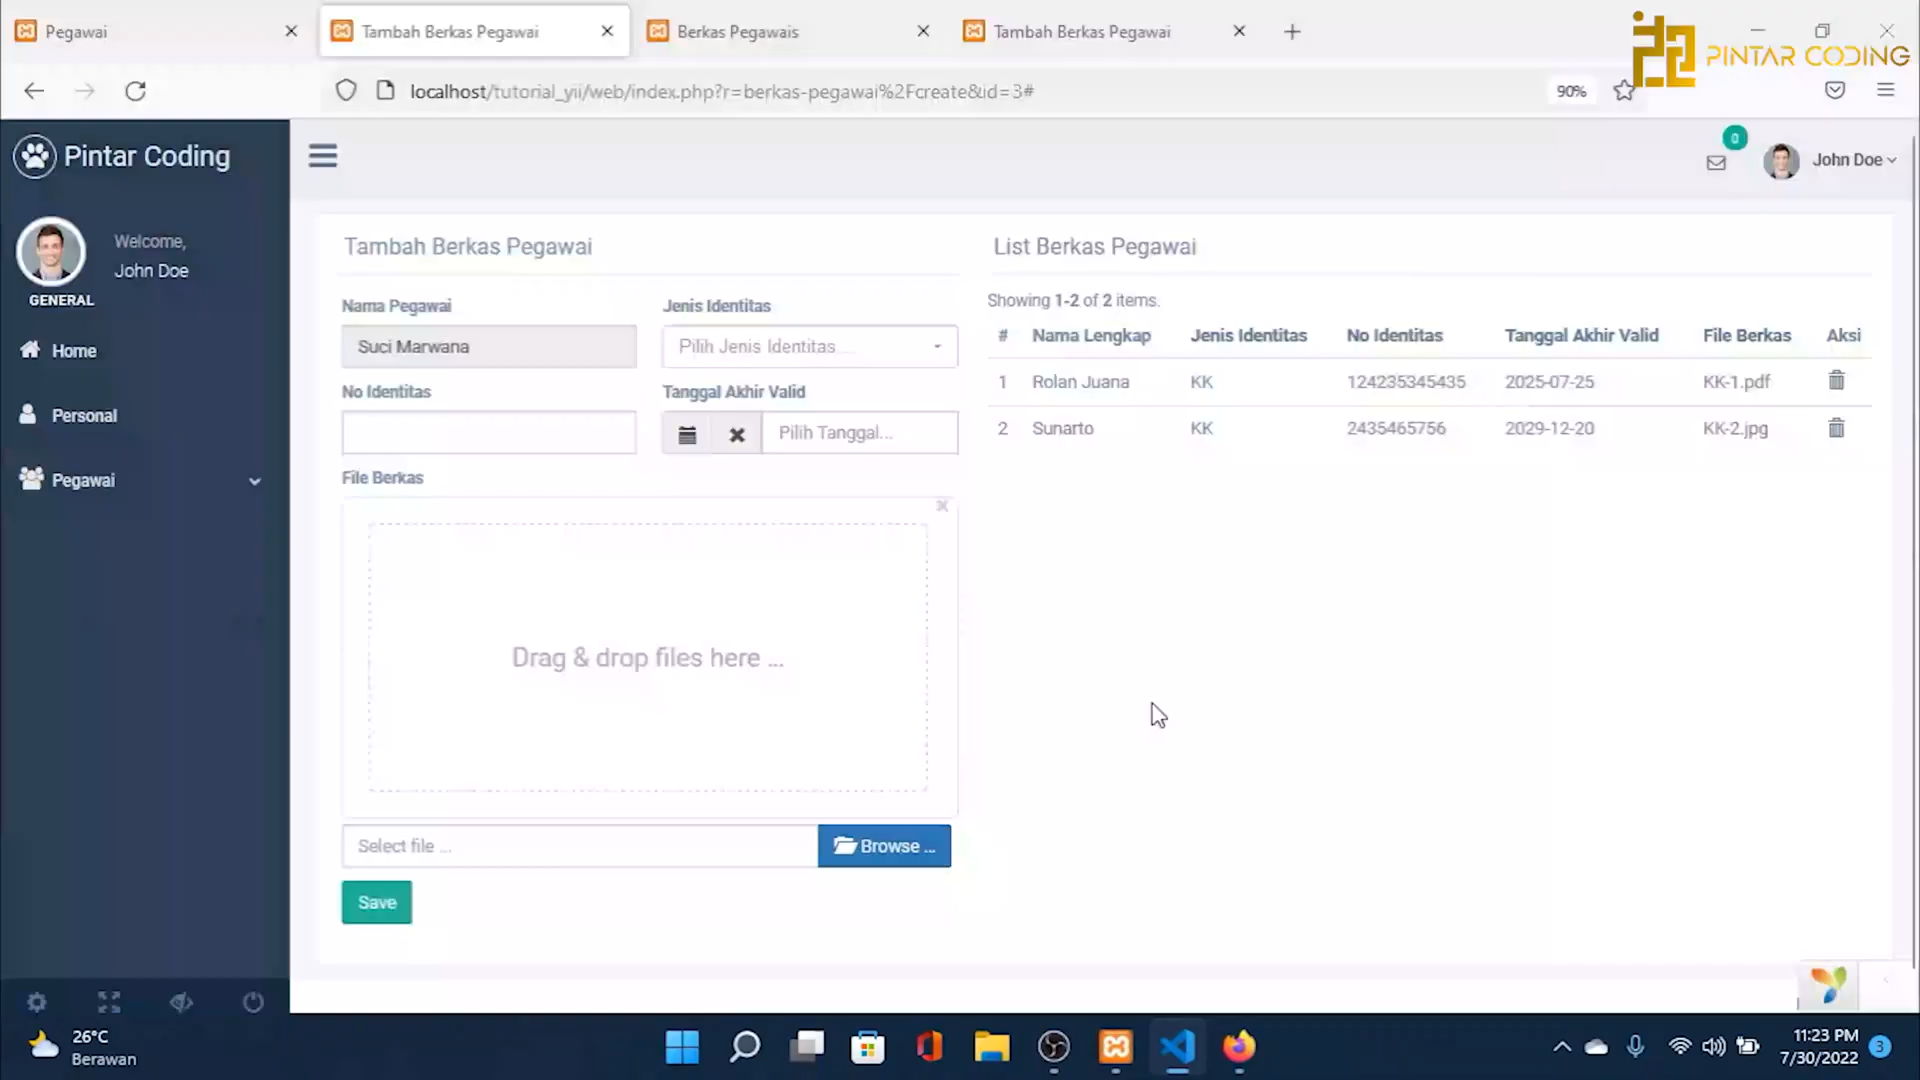 Pegawai
Tambah Berkas Pegawai
Berkas Pegawais
Tambah Berkas Pegawai
PINTAR CODING
localhost/tutorial_yii/web/index.php?r=berkas-pegawai%2Fcreate&id=3#
90%
Pintar Coding
0
John Doe
Welcome,
John Doe
GENERAL
Home
Personal
Pegawai
Tambah Berkas Pegawai
Nama Pegawai
Jenis Identitas
Suci Marwana
Pilih Jenis Identitas ...
No Identitas
Tanggal Akhir Valid
Pilih Tanggal...
File Berkas
Drag & drop files here ...
Select file ...
Browse ...
Save
List Berkas Pegawai
Showing 1-2 of 2 items.
# Nama Lengkap Jenis Identitas No Identitas Tanggal Akhir Valid File Berkas Aksi
1 Rolan Juana KK 124235345435 2025-07-25 KK-1.pdf
2 Sunarto KK 2435465756 2029-12-20 KK-2.jpg
26°C
Berawan
11:23 PM
7/30/2022
3